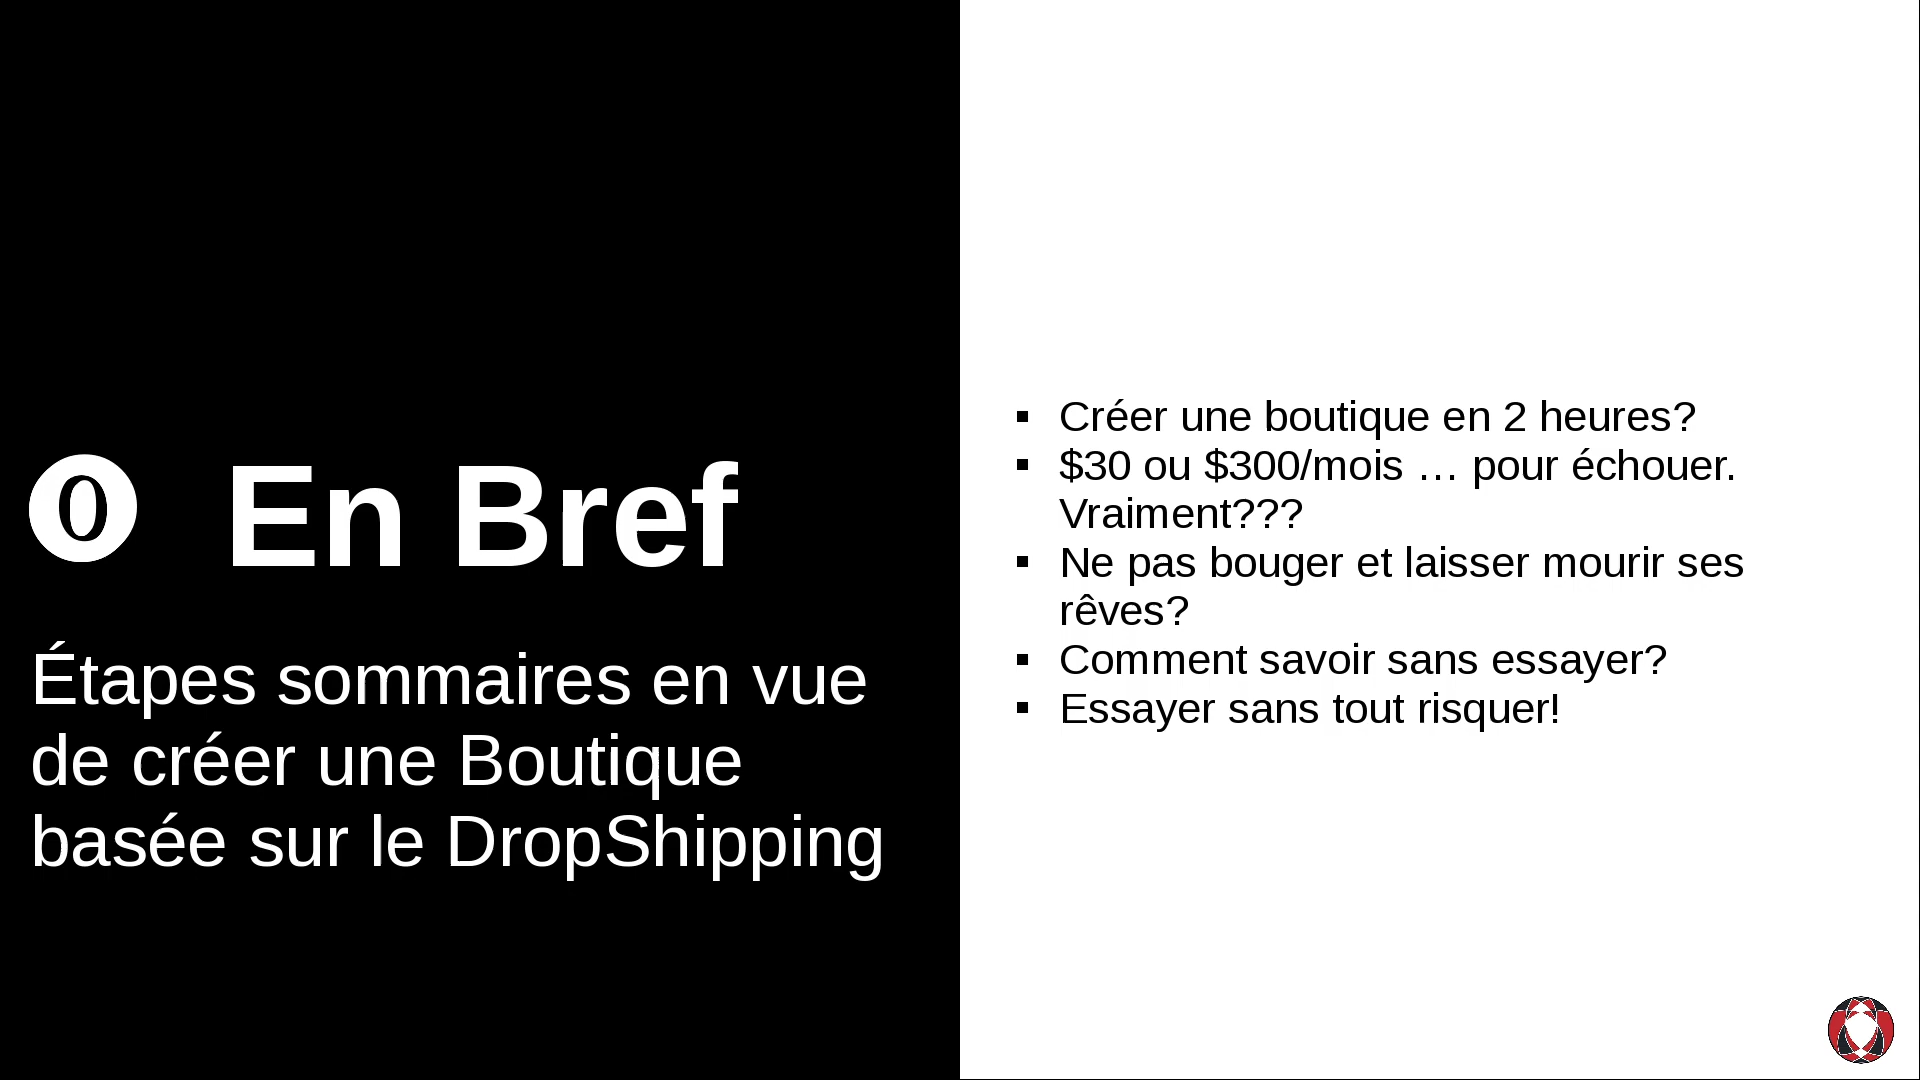 0 En Bref
Étapes sommaires en vue
de créer une Boutique
basée sur le DropShipping
▪ Créer une boutique en 2 heures?
▪ $30 ou $300/mois … pour échouer.
Vraiment???
▪ Ne pas bouger et laisser mourir ses
rêves?
▪ Comment savoir sans essayer?
▪ Essayer sans tout risquer!